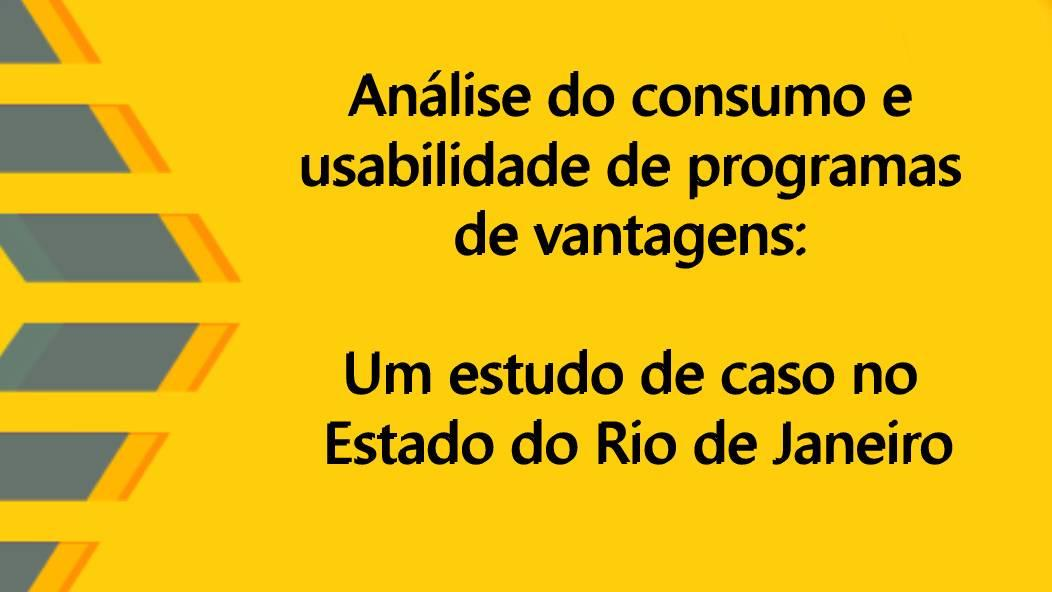 Análise do consumo e
usabilidade de programas
de vantagens:
Um estudo de caso no
Estado do Rio de Janeiro